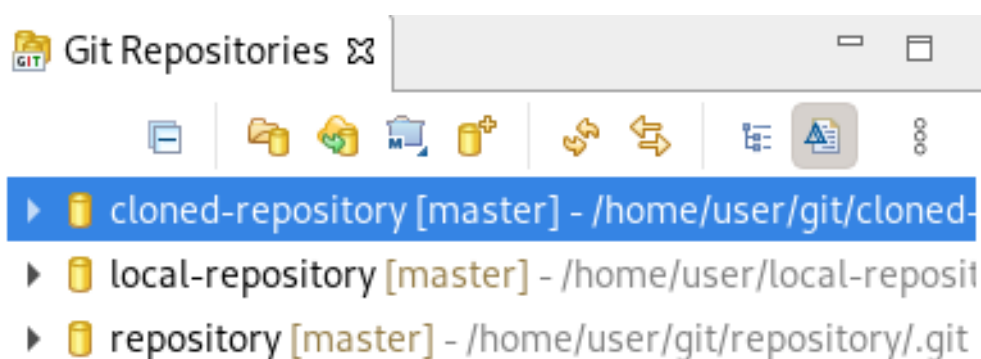 GIT Git Repositories
M
cloned-repository [master] - /home/user/git/cloned-
local-repository [master] - /home/user/local-reposit
repository [master] - /home/user/git/repository/.git